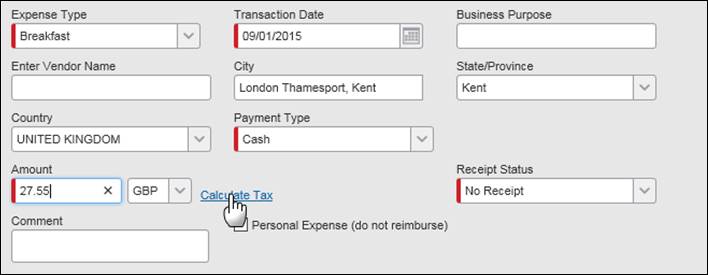 Expense Type Transaction Date Business Purpose
Breakfast 09/01/2015
Enter Vendor Name City State/Province
London Thamesport, Kent Kent
Country Payment Type
UNITED KINGDOM Cash
Amount Receipt Status
27.55 × GBP Calculate Tax No Receipt
Comment Personal Expense (do not reimburse)